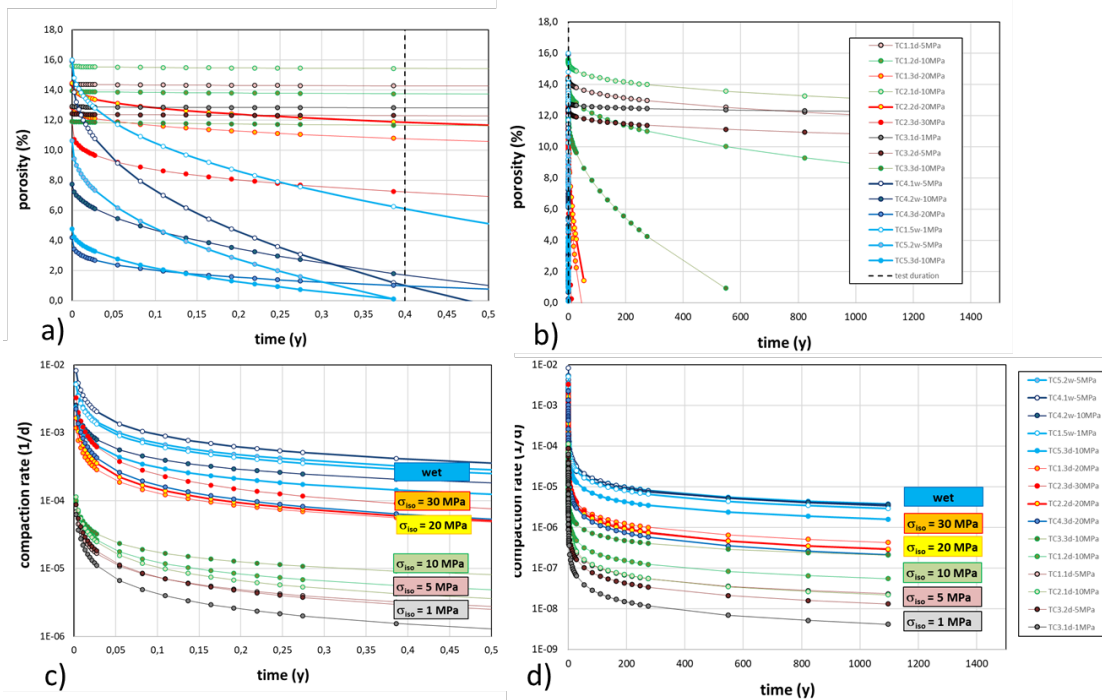 18,0
16,0
14,0
12,0
10,0
8,0
6,0
4,0
2,0
0,0
porosity (%)
0
0,05
0,1
0,15
0,2
0,25
0,3
0,35
0,4
0,45
0,5
time (y)
a)
18,0
16,0
14,0
12,0
10,0
8,0
6,0
4,0
2,0
0,0
porosity (%)
0
200
400
600
800
1000
1200
1400
time (y)
b)
TC1.1d-5MPa
TC1.2d-10MPa
TC1.3d-20MPa
TC2.1d-10MPa
TC2.2d-20MPa
TC2.3d-30MPa
TC3.1d-1MPa
TC3.2d-5MPa
TC3.3d-10MPa
TC4.1w-5MPa
TC4.2w-10MPa
TC4.3d-20MPa
TC1.5w-1MPa
TC5.2w-5MPa
TC5.3d-10MPa
test duration
1E-02
1E-03
1E-04
1E-05
1E-06
compaction rate (1/d)
wet
σiso = 30 MPa
σiso = 20 MPa
σiso = 10 MPa
σiso = 5 MPa
σiso = 1 MPa
0
0,05
0,1
0,15
0,2
0,25
0,3
0,35
0,4
0,45
0,5
time (y)
c)
1E-02
1E-03
1E-04
1E-05
1E-06
1E-07
1E-08
1E-09
compaction rate (1/d)
wet
σiso = 30 MPa
σiso = 20 MPa
σiso = 10 MPa
σiso = 5 MPa
σiso = 1 MPa
0
200
400
600
800
1000
1200
1400
time (y)
d)
TC5.2w-5MPa
TC4.1w-5MPa
TC4.2w-10MPa
TC1.5w-1MPa
TC5.3d-10MPa
TC1.3d-20MPa
TC2.3d-30MPa
TC2.2d-20MPa
TC4.3d-20MPa
TC3.3d-10MPa
TC1.2d-10MPa
TC1.1d-5MPa
TC2.1d-10MPa
TC3.2d-5MPa
TC3.1d-1MPa